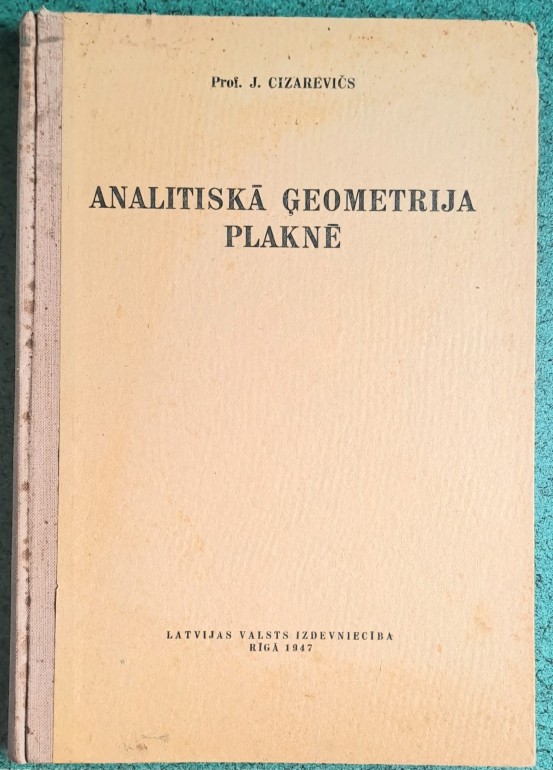 Prof. J. CIZAREVIČS
ANALITISKĀ ĢEOMETRIJA
PLAKNĒ
LATVIJAS VALSTS IZDEVNIECĪBA
RĪGĀ 1947